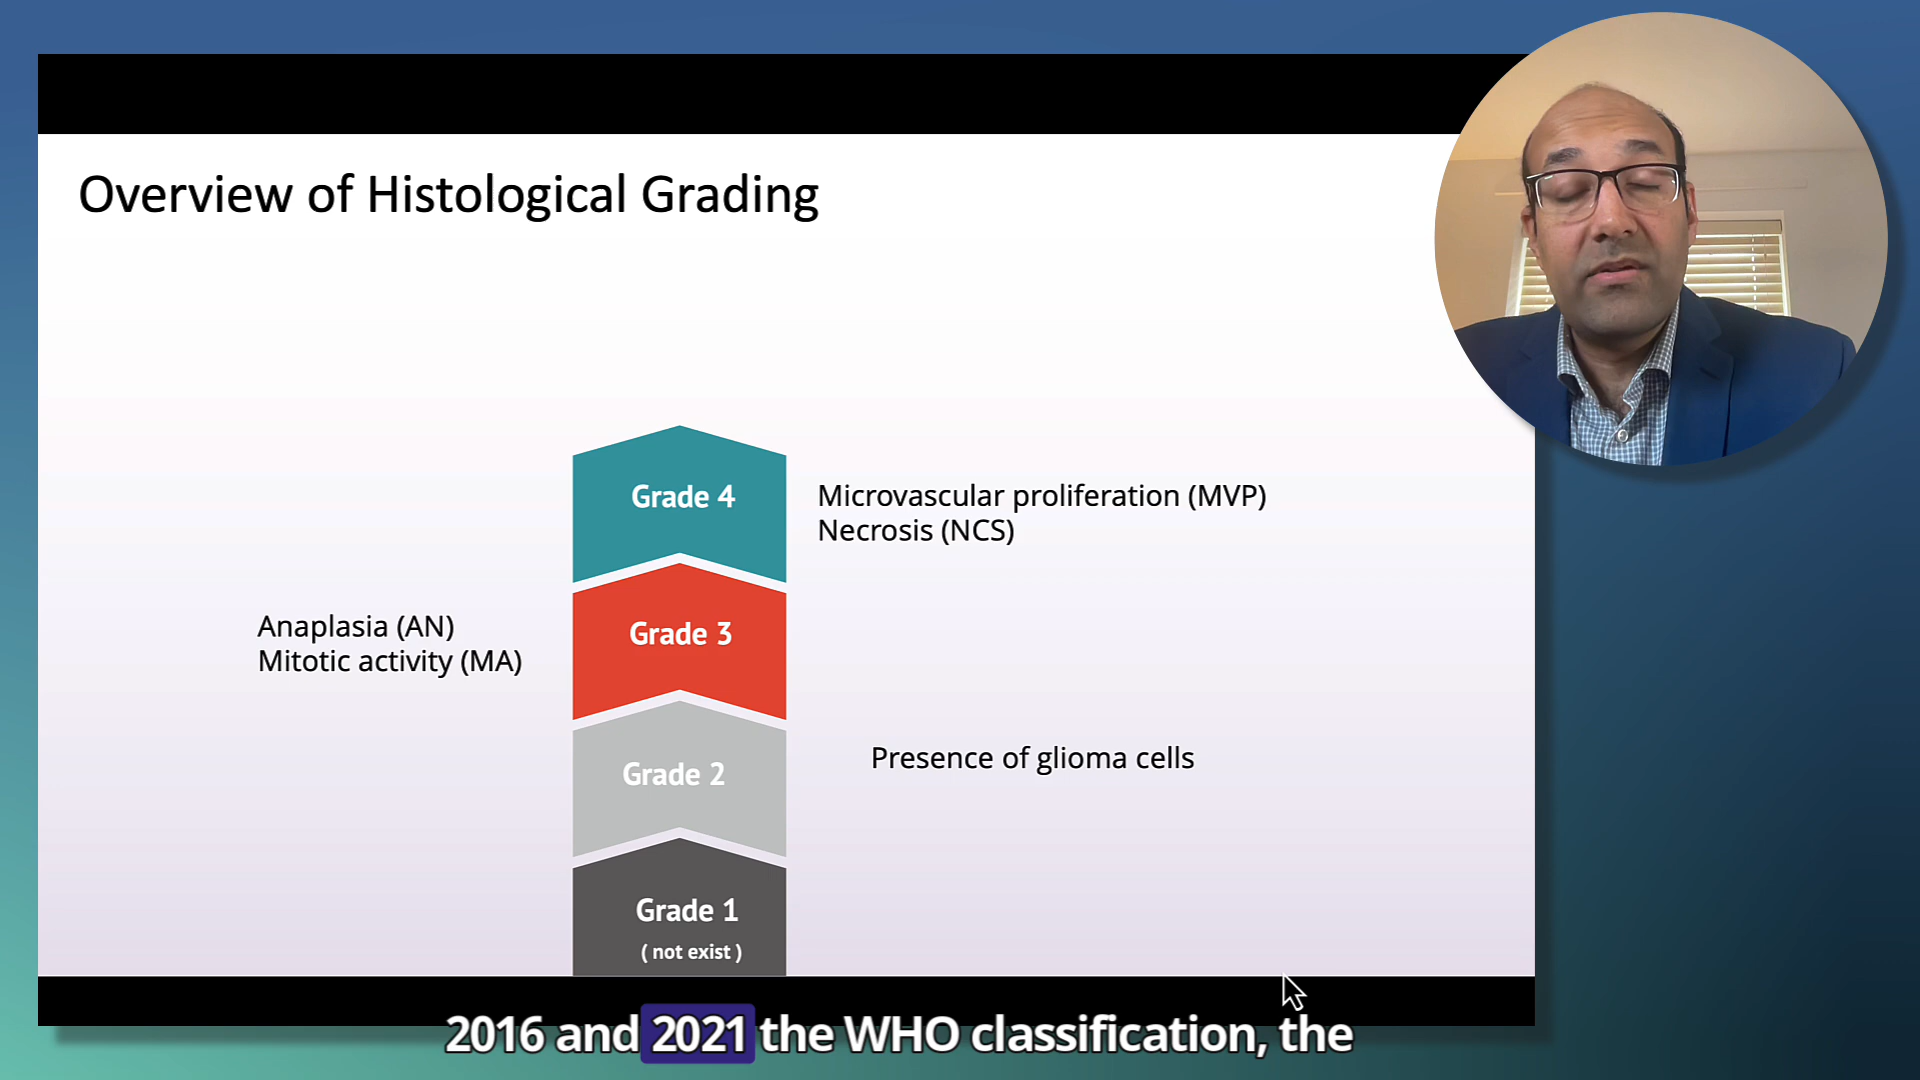 Overview of Histological Grading
Grade 4
Microvascular proliferation (MVP)
Necrosis (NCS)
Anaplasia (AN)
Mitotic activity (MA)
Grade 3
Grade 2
Presence of glioma cells
Grade 1
( not exist )
2016 and 2021 the WHO classification, the